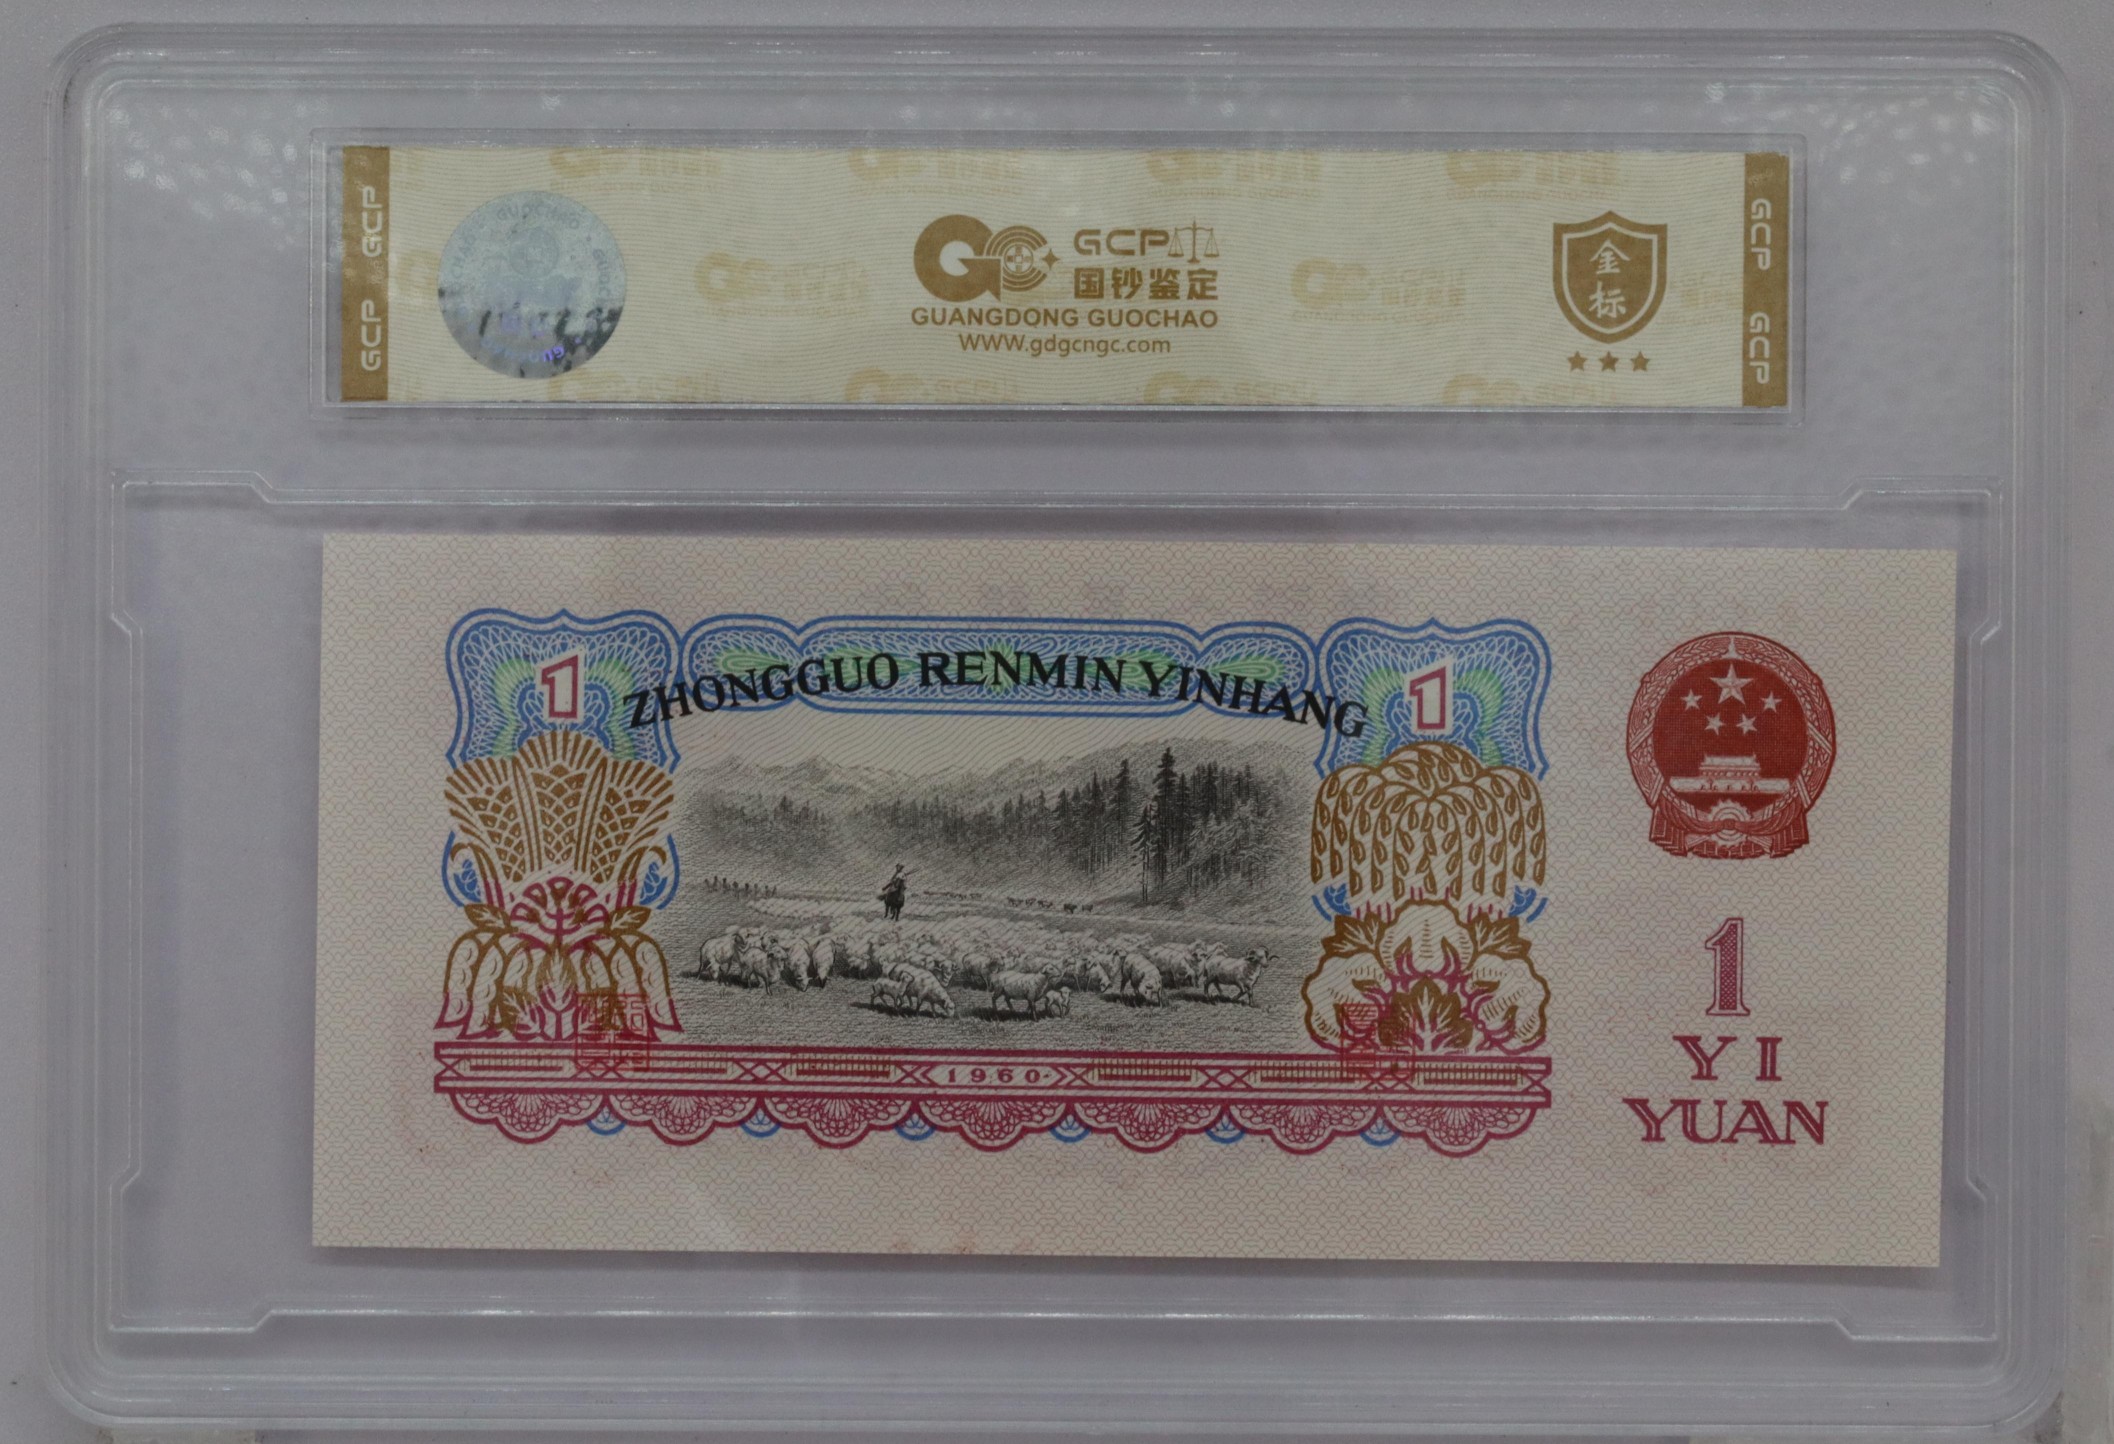 GCP GCP
GCP
国钞鉴定
GUANGDONG GUOCHAO
WWW.gdgcngc.com
金
标
GCP GCP
1
ZHONGGUO RENMIN YINHANG
1
1960
1
YI
YUAN